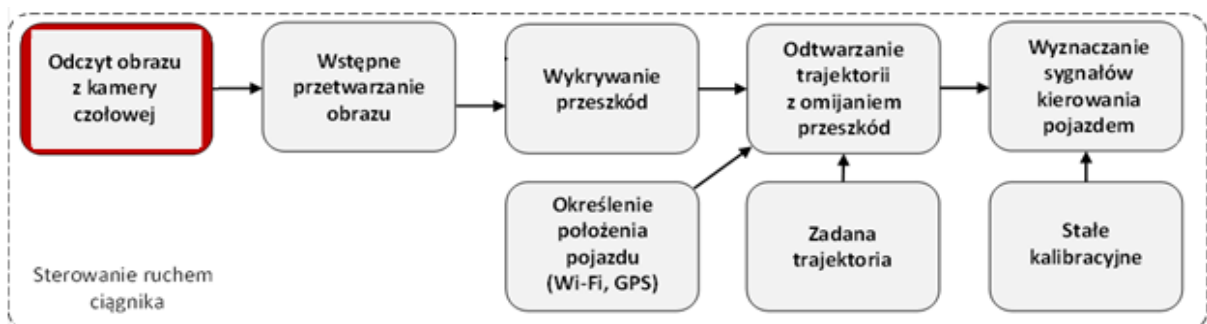 Odczyt obrazu
z kamery
czołowej
Wstępne
przetwarzanie
obrazu
Wykrywanie
przeszkód
Odtwarzanie
trajektorii
z omijaniem
przeszkód
Wyznaczanie
sygnałów
kierowania
pojazdem
Określenie
położenia
pojazdu
(Wi-Fi, GPS)
Zadana
trajektoria
Stałe
kalibracyjne
Sterowanie ruchem
ciągnika